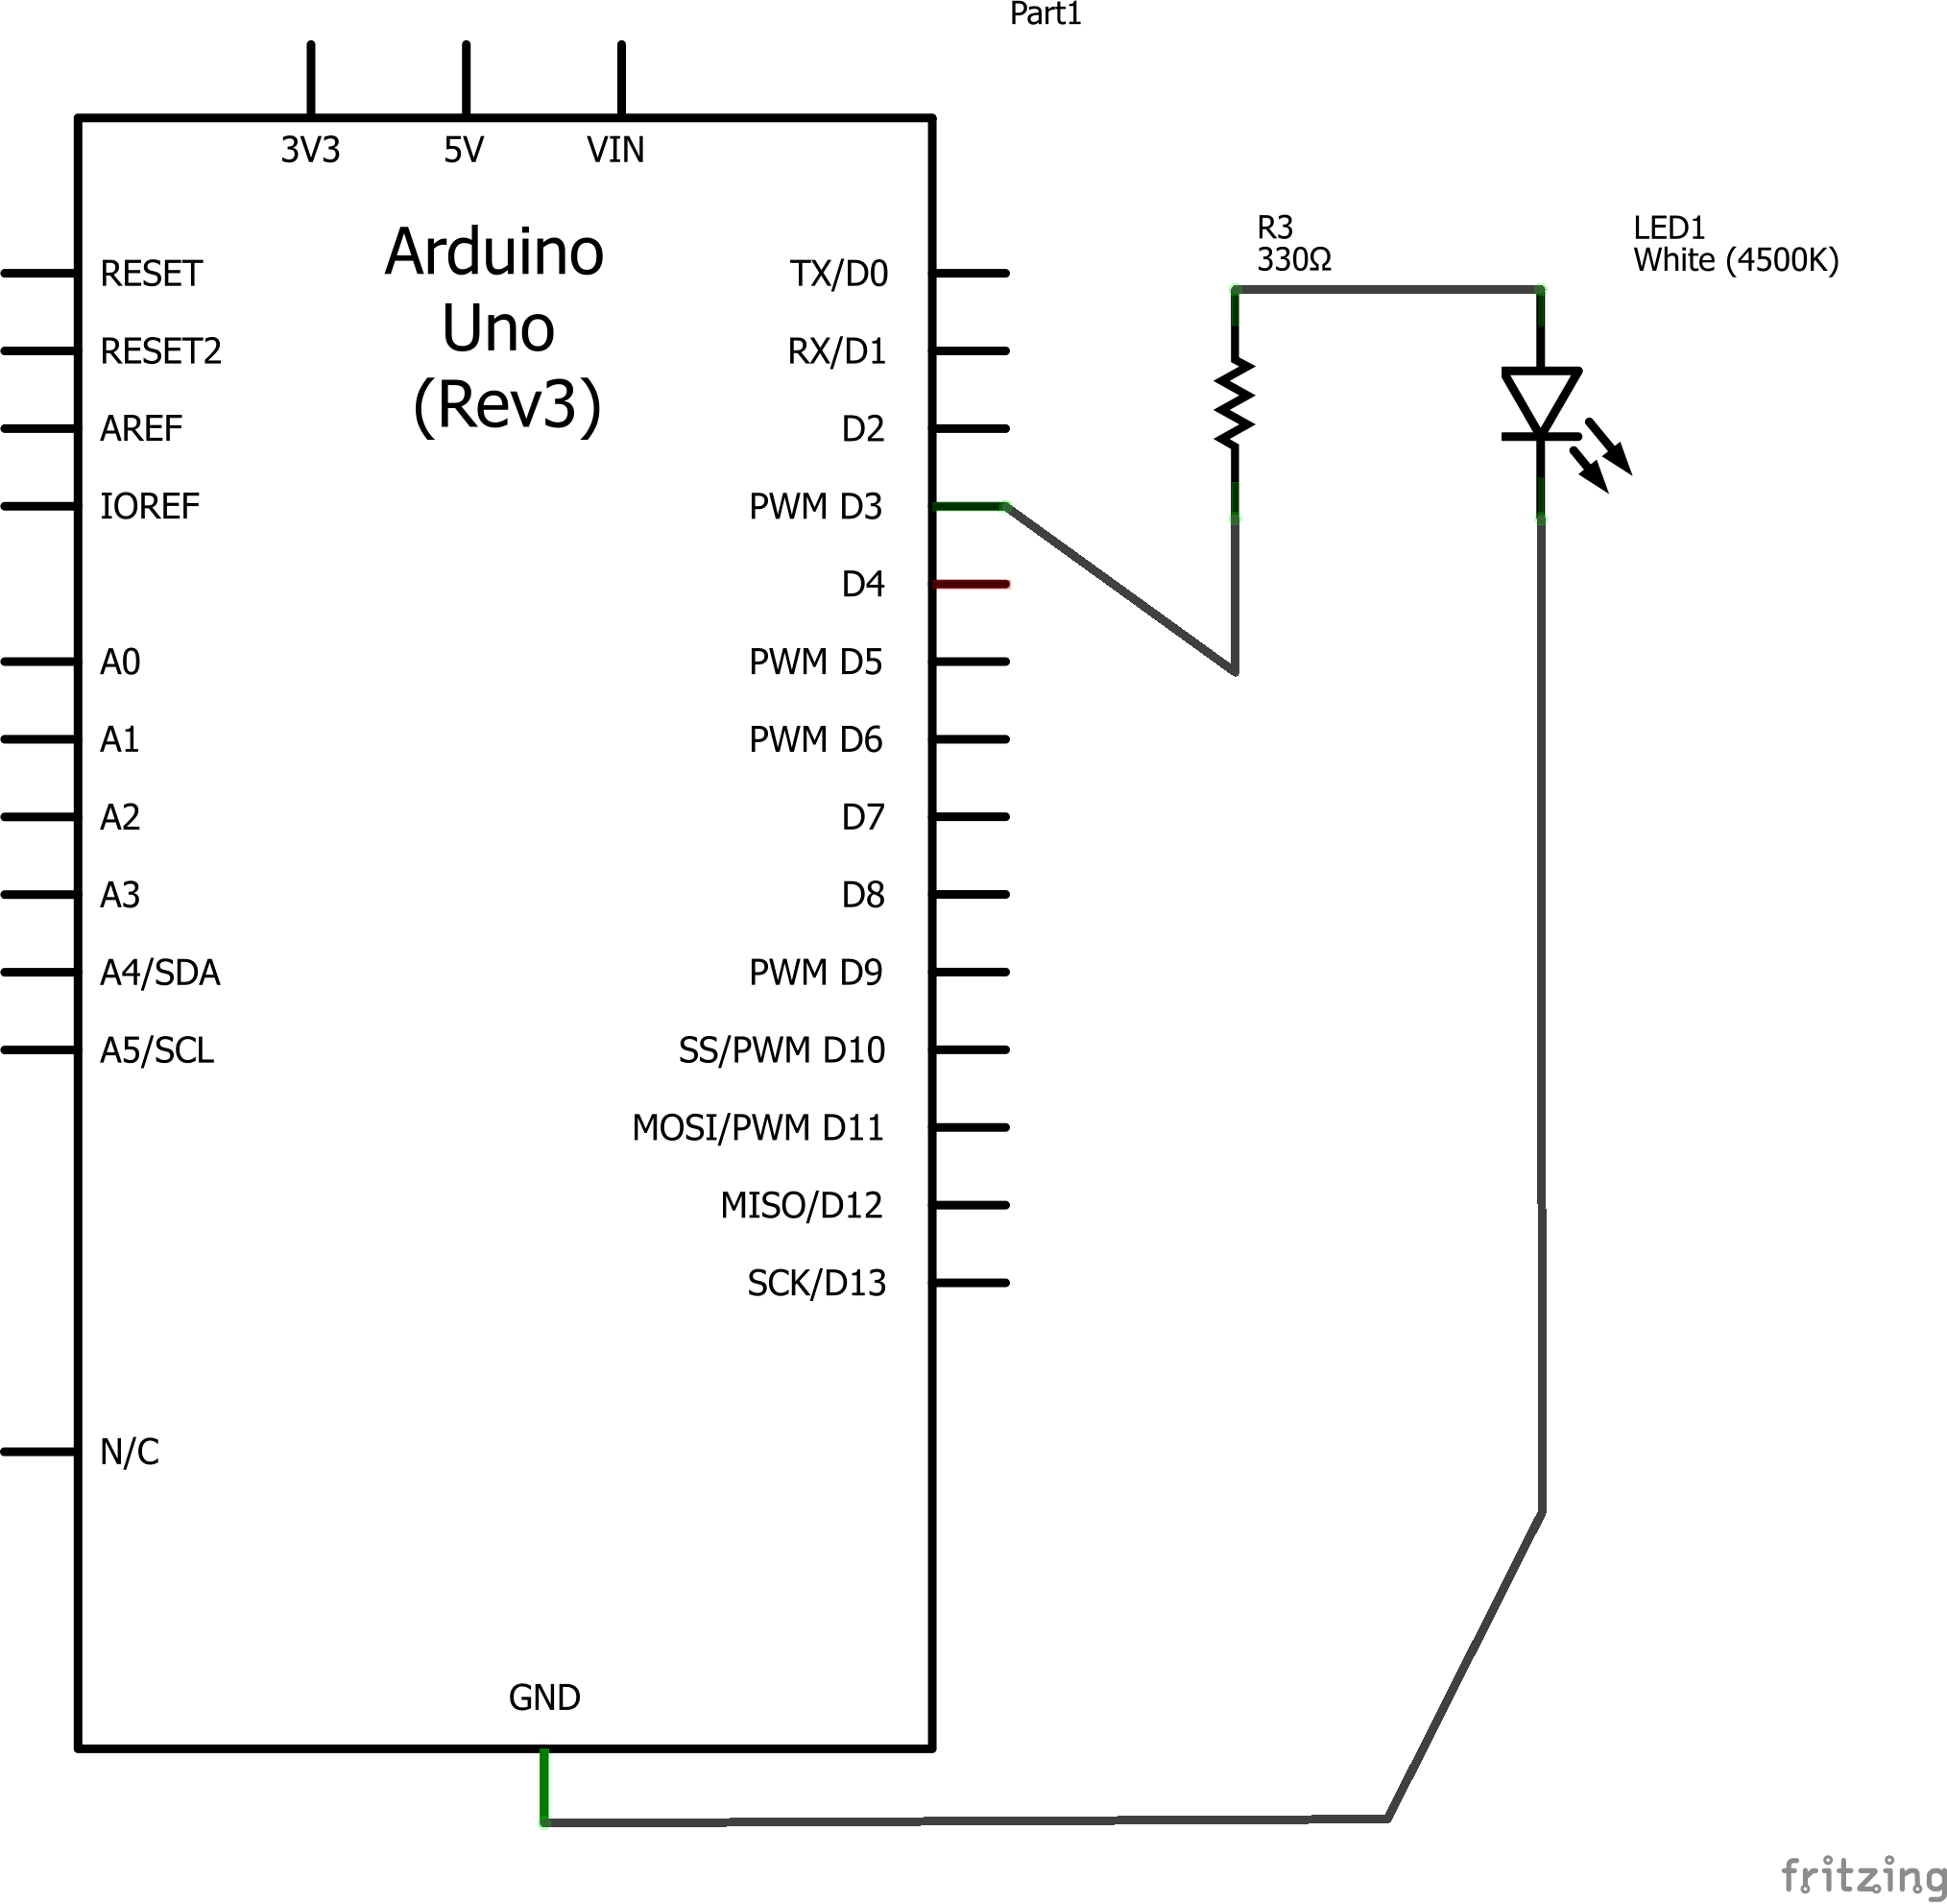 Part1
3V3 5V VIN
Arduino
Uno
(Rev3)
RESET
RESET2
AREF
IOREF
A0
A1
A2
A3
A4/SDA
A5/SCL
N/C
TX/D0
RX/D1
D2
PWM D3
D4
PWM D5
PWM D6
D7
D8
PWM D9
SS/PWM D10
MOSI/PWM D11
MISO/D12
SCK/D13
GND
R3
330Ω
LED1
White (4500K)
fritzing